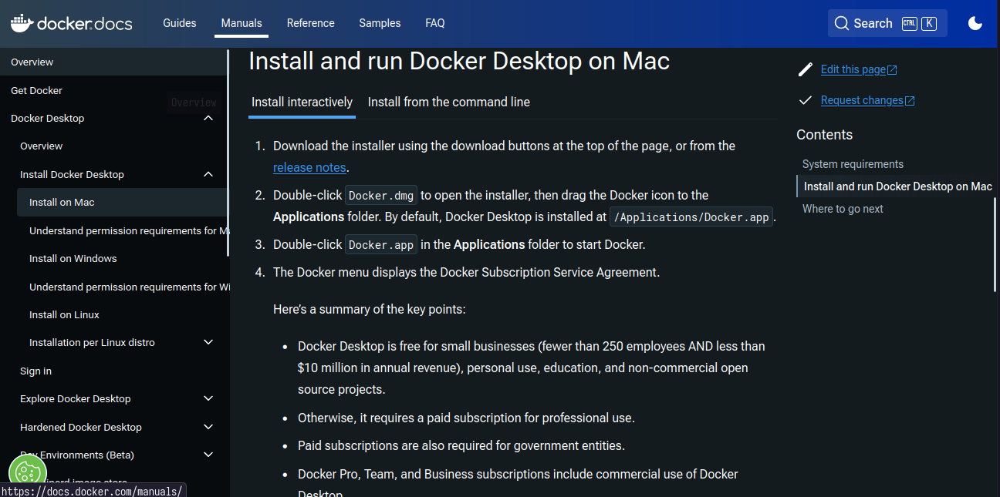 docker.docs
Guides
Manuals
Reference
Samples
FAQ
Search
CTRL
K
Overview
Get Docker
Overview
Docker Desktop
Overview
Install Docker Desktop
Install on Mac
Understand permission requirements for M
Install on Windows
Understand permission requirements for Wi
Install on Linux
Installation per Linux distro
Sign in
Explore Docker Desktop
Hardened Docker Desktop
Dev Environments (Beta)
image store
https://docs.docker.com/manuals/
Install and run Docker Desktop on Mac
Install interactively
Install from the command line
1. Download the installer using the download buttons at the top of the page, or from the
release notes.
2. Double-click Docker.dmg to open the installer, then drag the Docker icon to the
Applications folder. By default, Docker Desktop is installed at /Applications/Docker.app.
3. Double-click Docker.app in the Applications folder to start Docker.
4. The Docker menu displays the Docker Subscription Service Agreement.
Here’s a summary of the key points:
• Docker Desktop is free for small businesses (fewer than 250 employees AND less than
$10 million in annual revenue), personal use, education, and non-commercial open
source projects.
• Otherwise, it requires a paid subscription for professional use.
• Paid subscriptions are also required for government entities.
• Docker Pro, Team, and Business subscriptions include commercial use of Docker
Desktop
Edit this page
Request changes
Contents
System requirements
Install and run Docker Desktop on Mac
Where to go next